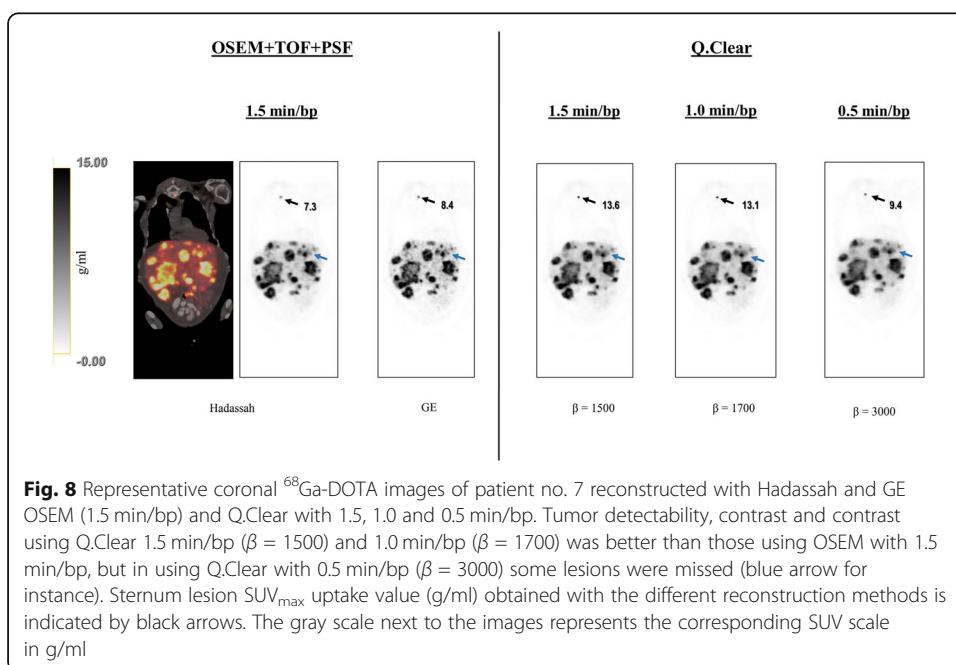 OSEM+TOF+PSF
Q.Clear
1.5 min/bp
1.5 min/bp
1.0 min/bp
0.5 min/bp
15.00
g/ml
-0.00
7.3
8.4
13.6
13.1
9.4
Hadassah
GE
β = 1500
β = 1700
β = 3000
Fig. 8 Representative coronal ⁶⁸Ga-DOTA images of patient no. 7 reconstructed with Hadassah and GE
OSEM (1.5 min/bp) and Q.Clear with 1.5, 1.0 and 0.5 min/bp. Tumor detectability, contrast and contrast
using Q.Clear 1.5 min/bp (β = 1500) and 1.0 min/bp (β = 1700) was better than those using OSEM with 1.5
min/bp, but in using Q.Clear with 0.5 min/bp (β = 3000) some lesions were missed (blue arrow for
instance). Sternum lesion SUVmax uptake value (g/ml) obtained with the different reconstruction methods is
indicated by black arrows. The gray scale next to the images represents the corresponding SUV scale
in g/ml